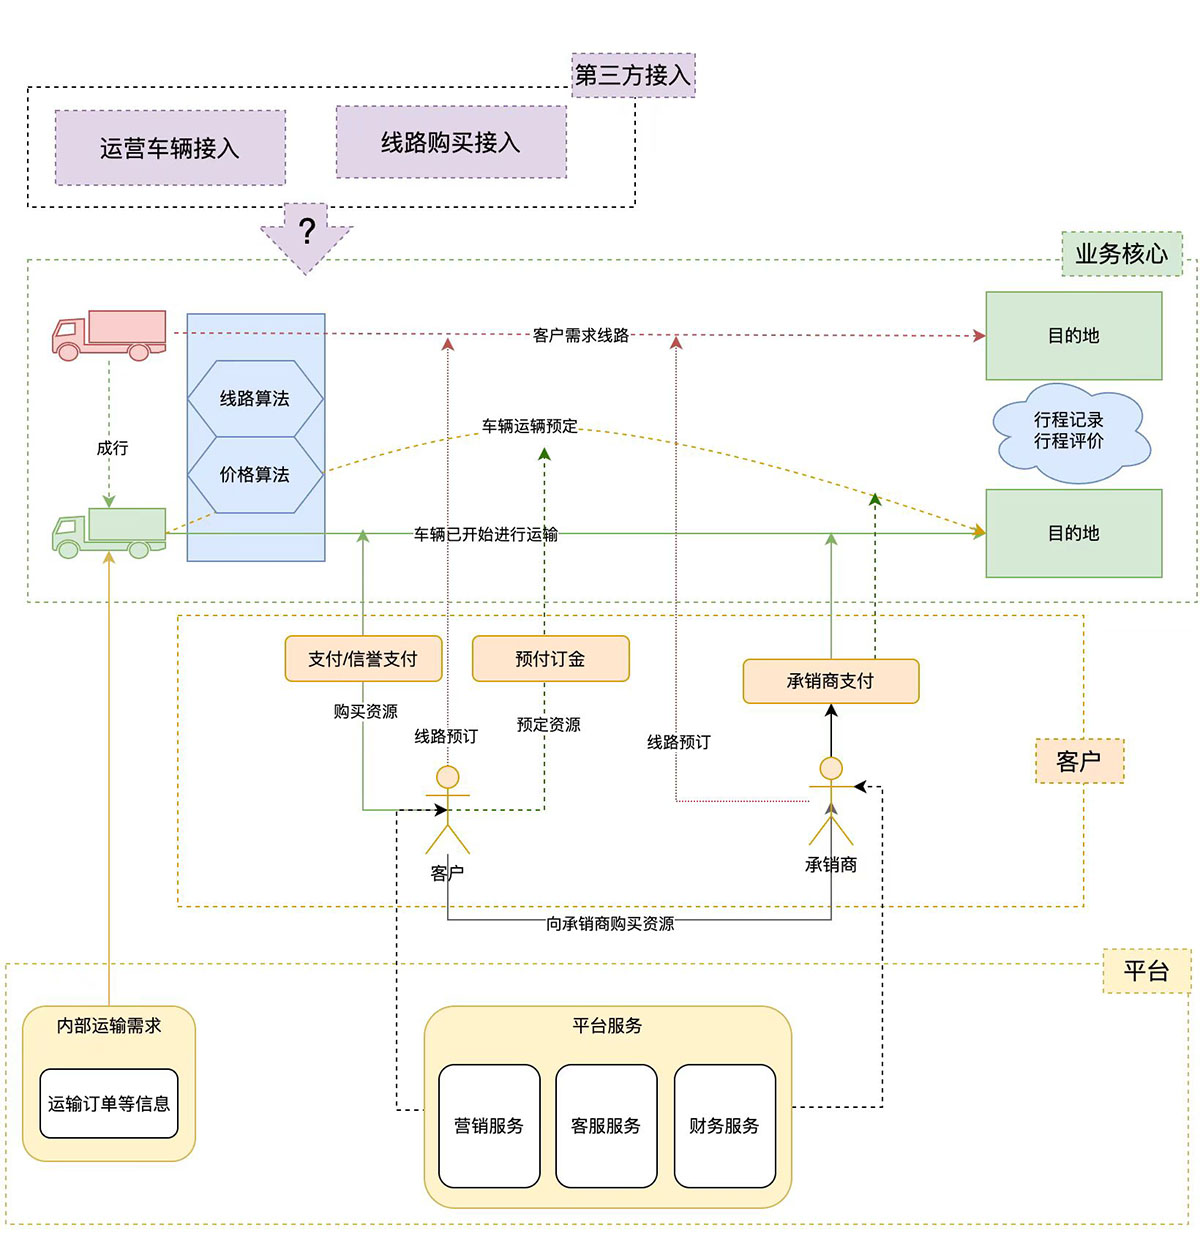 第三方接入
运营车辆接入
线路购买接入
?
业务核心
客户需求线路
目的地
线路算法
行程记录
行程评价
车辆运辆预定
成行
价格算法
车辆已开始进行运输
目的地
支付/信誉支付
预付订金
承销商支付
购买资源
预定资源
线路预订
线路预订
客户
客户
承销商
向承销商购买资源
平台
内部运输需求
平台服务
运输订单等信息
营销服务
客服服务
财务服务